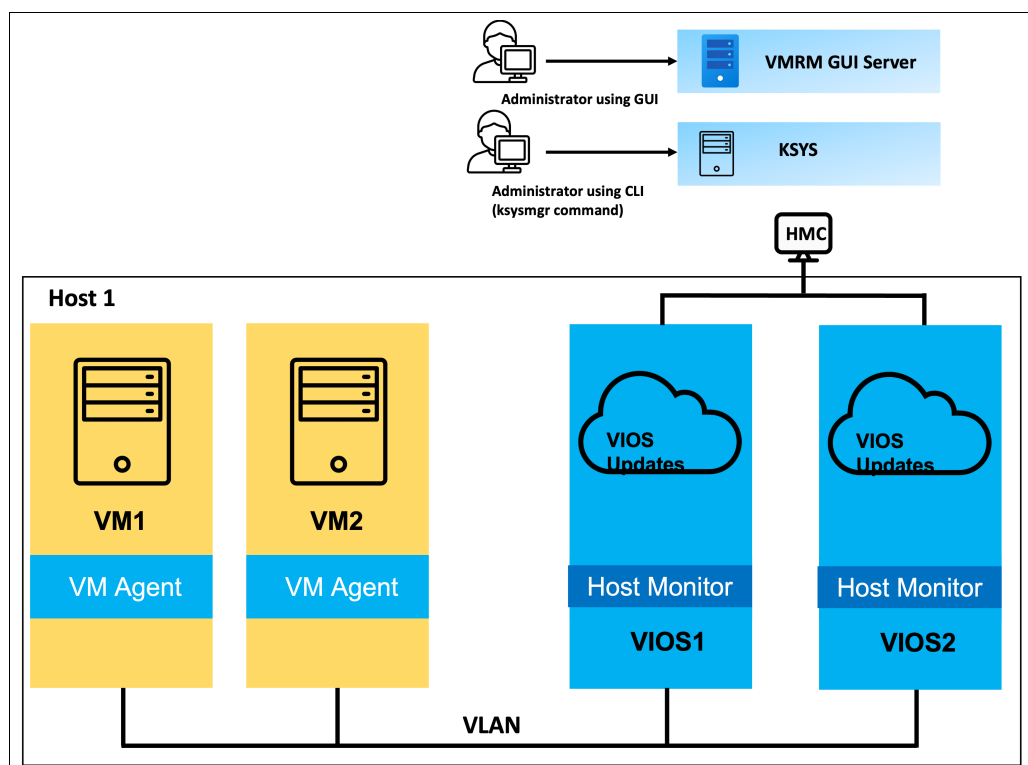 VMRM GUI Server
Administrator using GUI
KSYS
Administrator using CLI
(ksysmgr command)
HMC
Host 1
VIOS
Updates
VIOS
Updates
VM1
VM2
VM Agent
VM Agent
Host Monitor
Host Monitor
VIOS1
VIOS2
VLAN